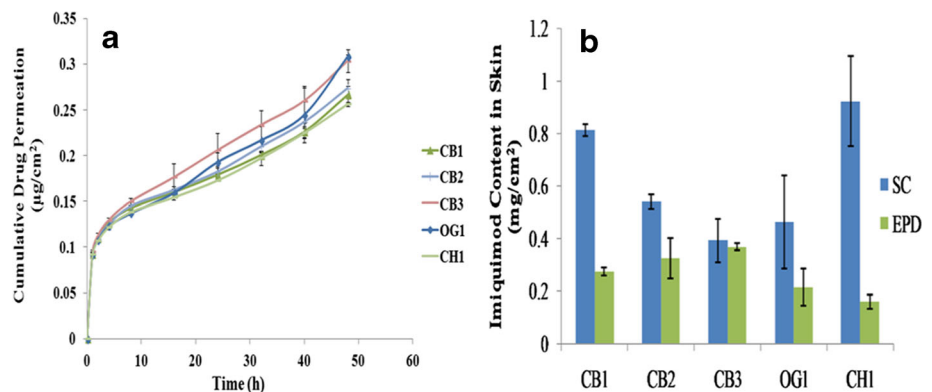 a
0.35
0.3
0.25
0.2
0.15
0.1
0.05
0
0 10 20 30 40 50 60
Cumulative Drug Permeation
(µg/cm²)
Time (h)
CB1
CB2
CB3
OG1
CH1
b
1.2
1
0.8
0.6
0.4
0.2
0
Imiquimod Content in Skin
(mg/cm²)
CB1 CB2 CB3 OG1 CH1
SC
EPD